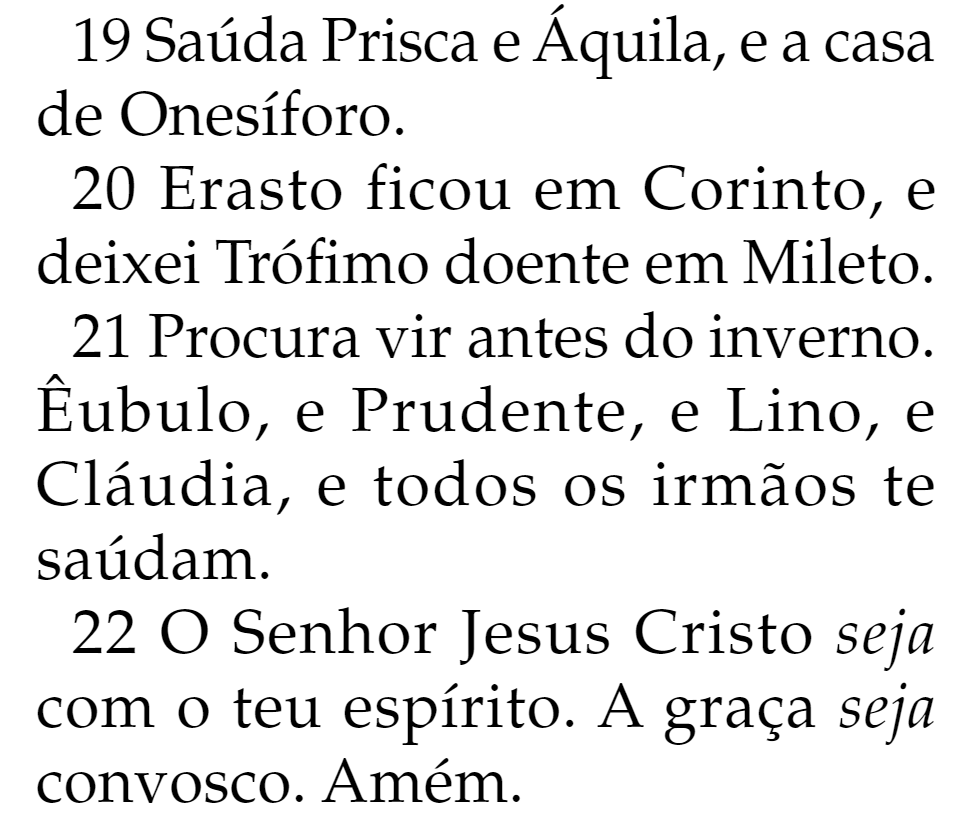 19 Saúda Prisca e Áquila, e a casa
de Onesíforo.
20 Erasto ficou em Corinto, e
deixei Trófimo doente em Mileto.
21 Procura vir antes do inverno.
Êubulo, e Prudente, e Lino, e
Cláudia, e todos os irmãos te
saúdam.
22 O Senhor Jesus Cristo seja
com o teu espírito. A graça seja
convosco. Amém.